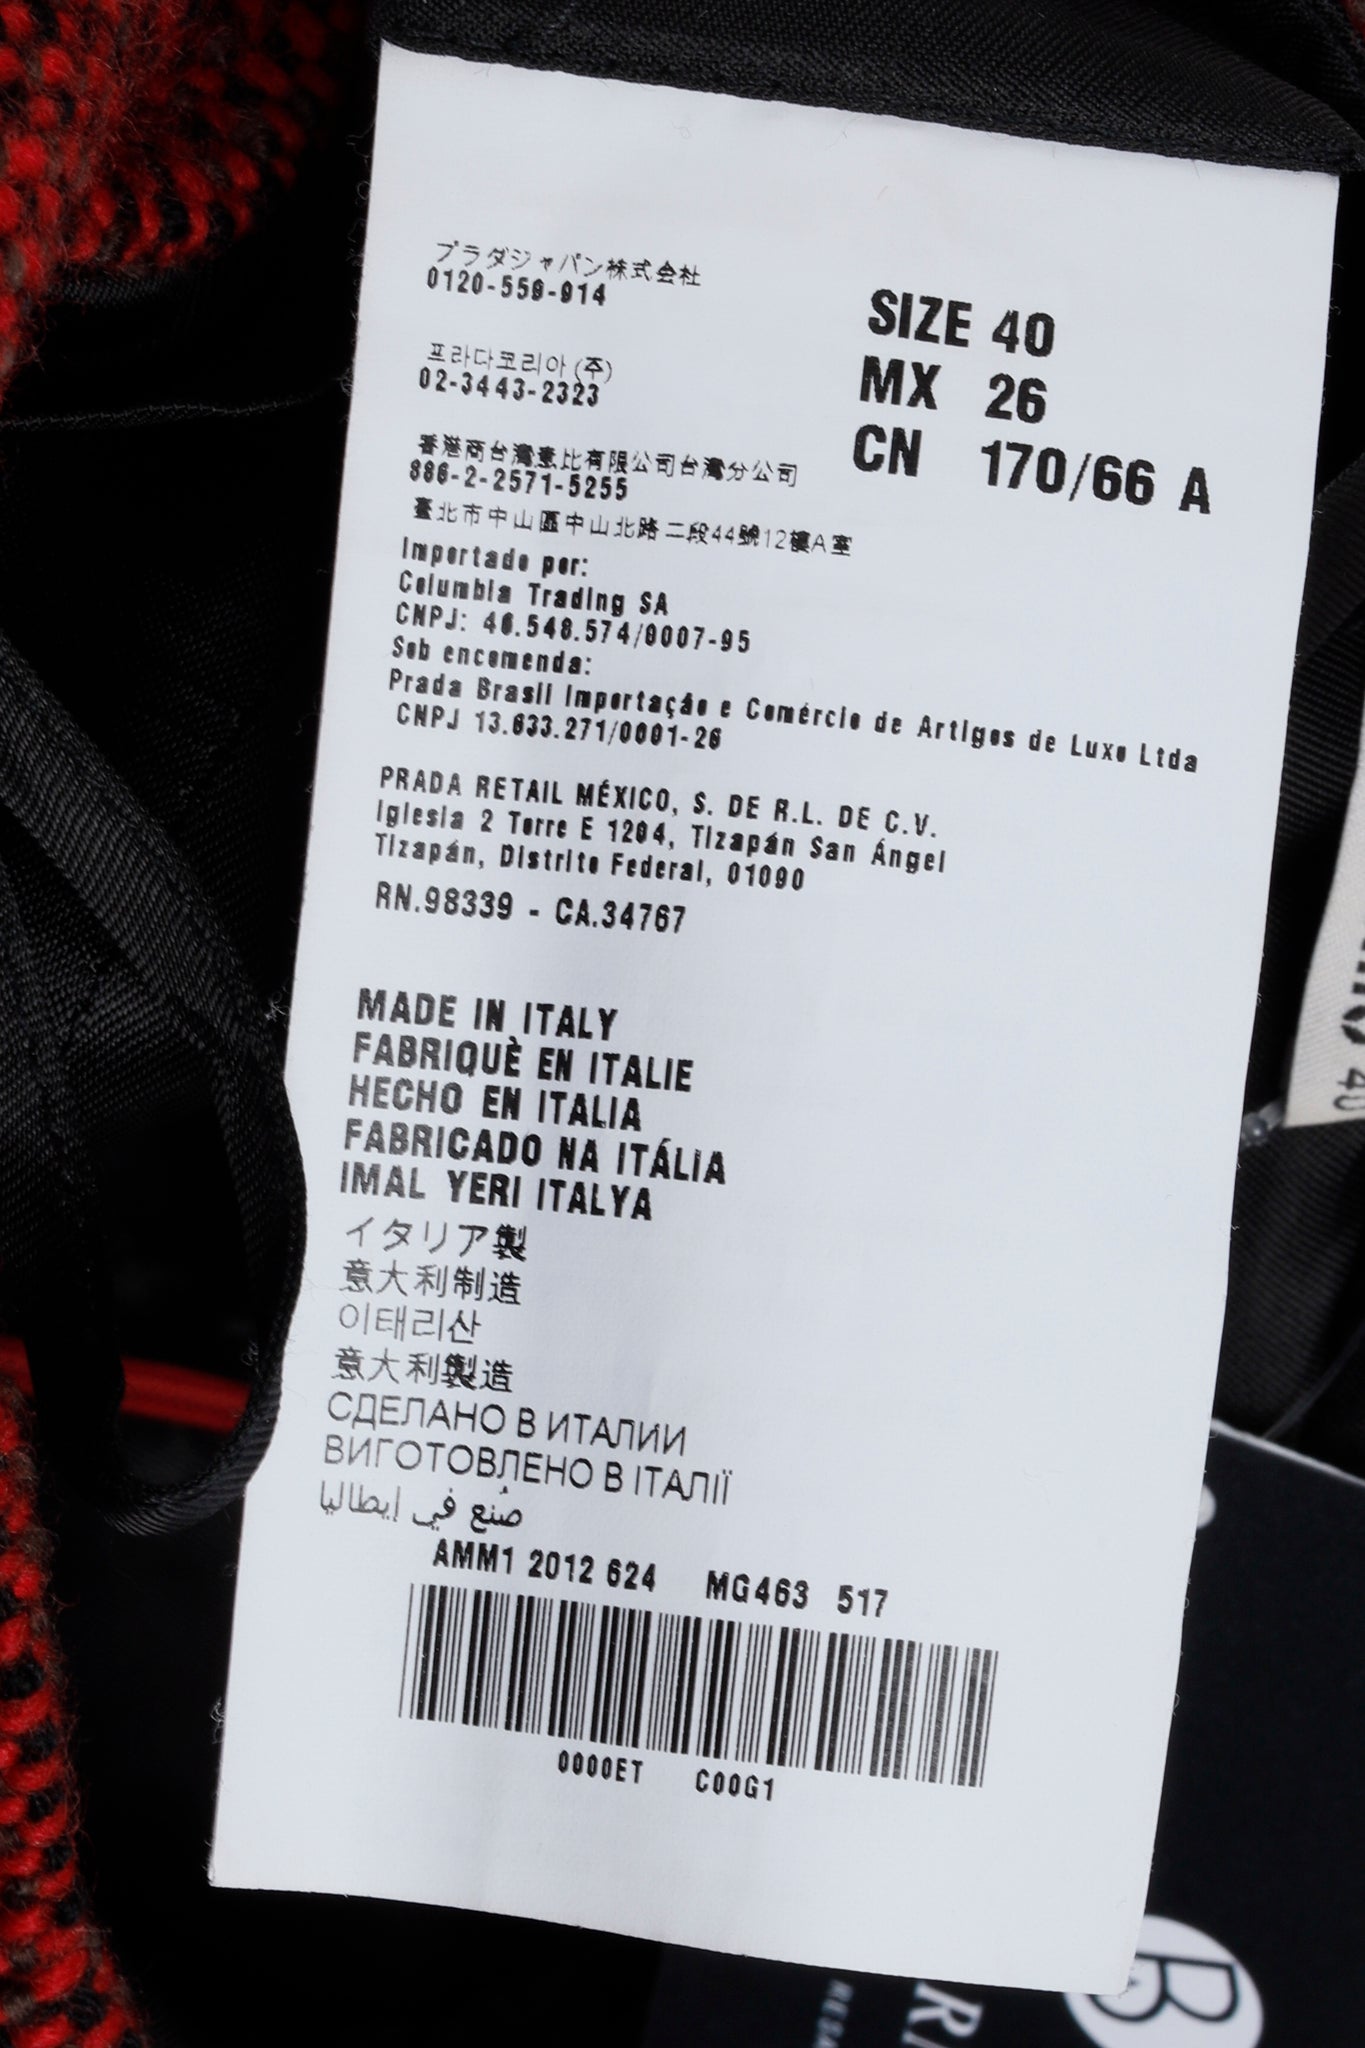 プラダジャパン株式会社
0120-559-914
프라다코리아 (주)
02-3443-2323
香港商台灣意比有限公司台灣分公司
886-2-2571-5255
臺北市中山區中山北路二段44號12樓A室
SIZE 40
MX 26
CN 170/66 A
Importado por:
Columbia Trading SA
CNPJ: 46.548.574/0007-95
Sob encomenda:
Prada Brasil Importação e Comércio de Artigos de Luxo Ltda
CNPJ 13.633.271/0001-26
PRADA RETAIL MÉXICO, S. DE R.L. DE C.V.
Iglesia 2 Torre E 1204, Tizapán San Ángel
Tizapán, Distrito Federal, 01090
RN.98339 - CA.34767
MADE IN ITALY
FABRIQUÈ EN ITALIE
HECHO EN ITALIA
FABRICADO NA ITÁLIA
IMAL YERI ITALYA
イタリア製
意大利制造
이태리산
意大利製造
СДЕЛАНО В ИТАЛИИ
ВИГОТОВЛЕНО В ІТАЛІЇ
صُنع في إيطاليا
AMM1 2012 624 MG463 517
0000ET C00G1
40